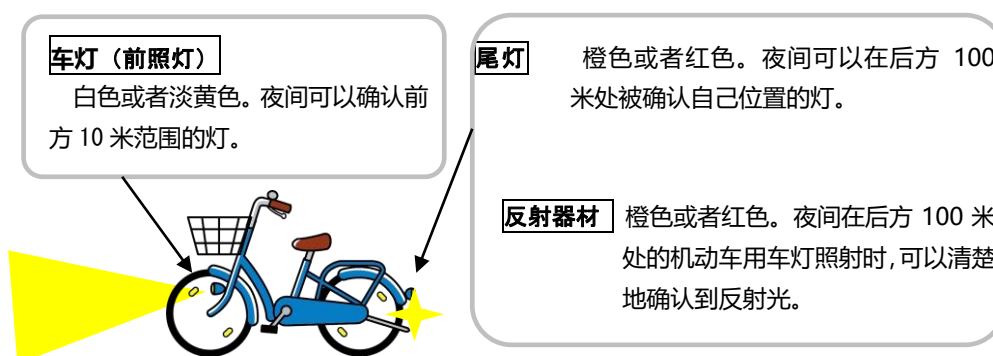 车灯（前照灯）
白色或者淡黄色。夜间可以确认前
方 10 米范围的灯。
尾灯 橙色或者红色。夜间可以在后方 100
米处被确认自己位置的灯。
反射器材 橙色或者红色。夜间在后方 100 米
处的机动车用车灯照射时,可以清楚
地确认到反射光。